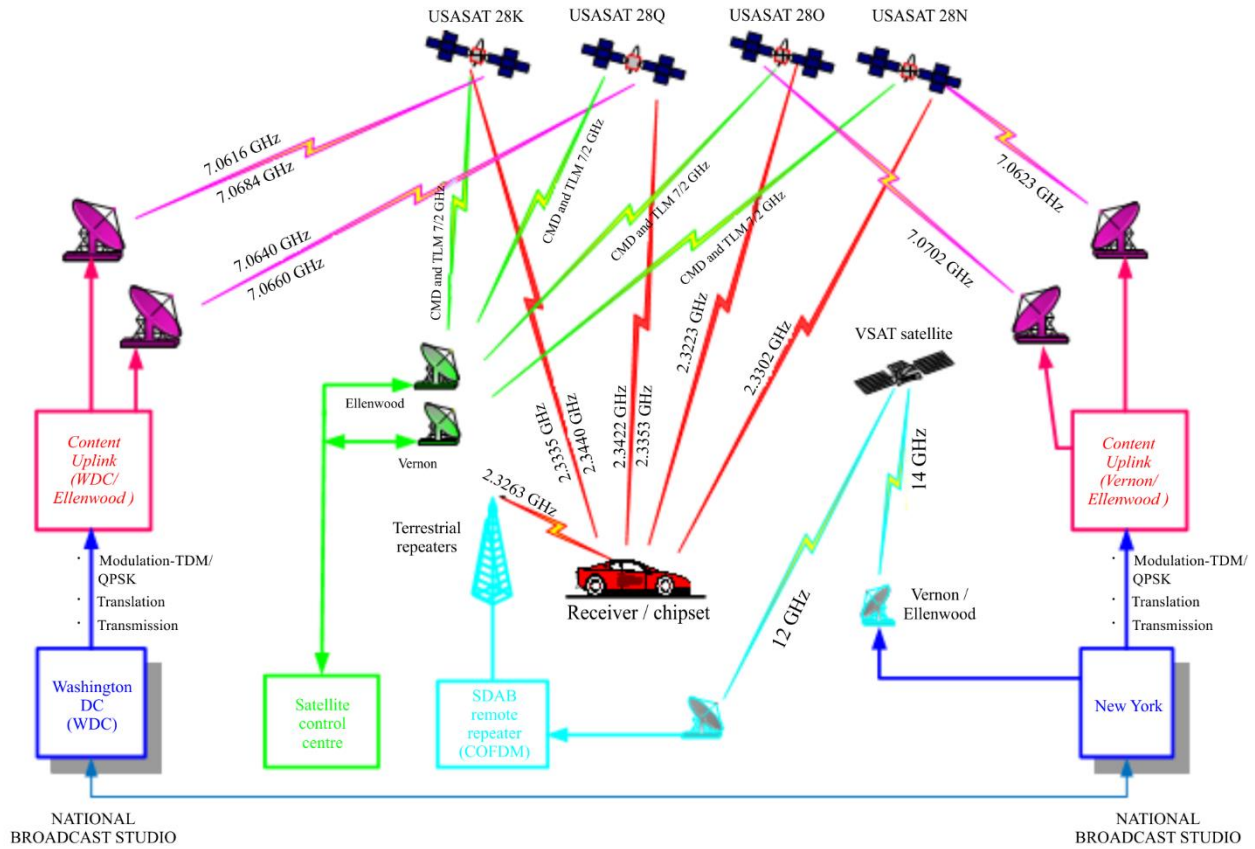 USASAT 28K
USASAT 28Q
USASAT 28O
USASAT 28N
7.0616 GHz
7.0684 GHz
7.0640 GHz
7.0660 GHz
CMD and TLM 7/2 GHz
CMD and TLM 7/2 GHz
CMD and TLM 7/2 GHz
CMD and TLM 7/2 GHz
7.0623 GHz
7.0702 GHz
2.3335 GHz
2.3440 GHz
2.3422 GHz
2.3353 GHz
2.3223 GHz
2.3302 GHz
VSAT satellite
Ellenwood
Vernon
Content
Uplink
(WDC/
Ellenwood )
Content
Uplink
(Vernon/
Ellenwood )
2.3263 GHz
Terrestrial
repeaters
14 GHz
12 GHz
Receiver / chipset
Vernon /
Ellenwood
· Modulation-TDM/
QPSK
· Translation
· Transmission
· Modulation-TDM/
QPSK
· Translation
· Transmission
Washington
DC
(WDC)
Satellite
control
centre
SDAB
remote
repeater
(COFDM)
New York
NATIONAL
BROADCAST STUDIO
NATIONAL
BROADCAST STUDIO